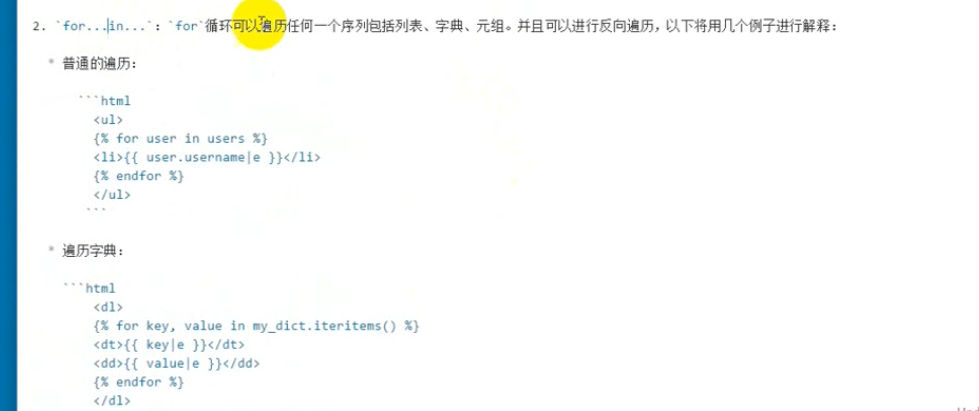 2. `for...in...`：`for`循环可以遍历任何一个序列包括列表、字典、元组。并且可以进行反向遍历，以下将用几个例子进行解释：
* 普通的遍历：
```html
<ul>
{% for user in users %}
<li>{{ user.username|e }}</li>
{% endfor %}
</ul>
```
* 遍历字典：
```html
<dl>
{% for key, value in my_dict.iteritems() %}
<dt>{{ key|e }}</dt>
<dd>{{ value|e }}</dd>
{% endfor %}
</dl>